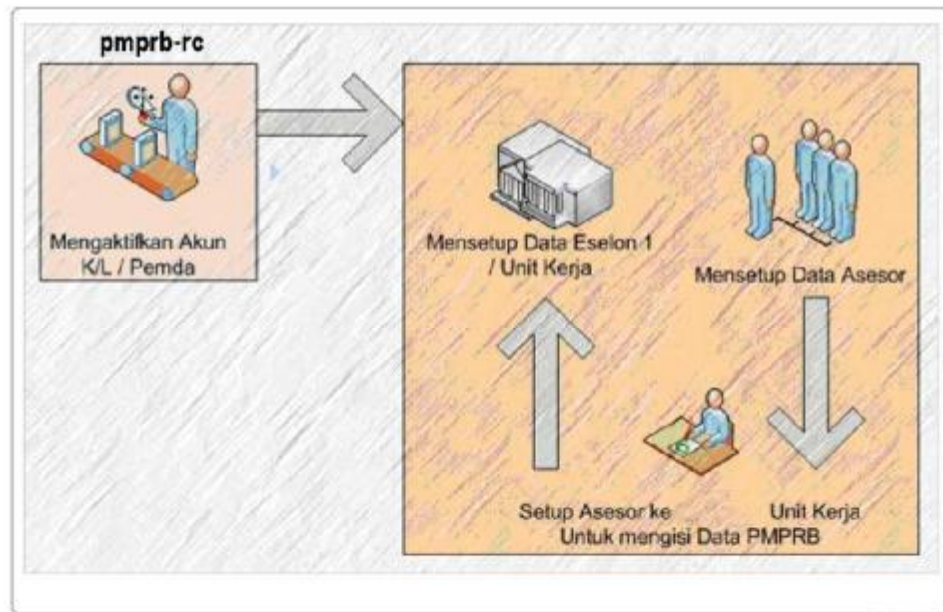 pmprb-rc
Mengaktifkan Akun
K/L / Pemda
Mensetup Data Eselon 1
/ Unit Kerja
Mensetup Data Asesor
Setup Asesor ke Unit Kerja
Untuk mengisi Data PMPRB